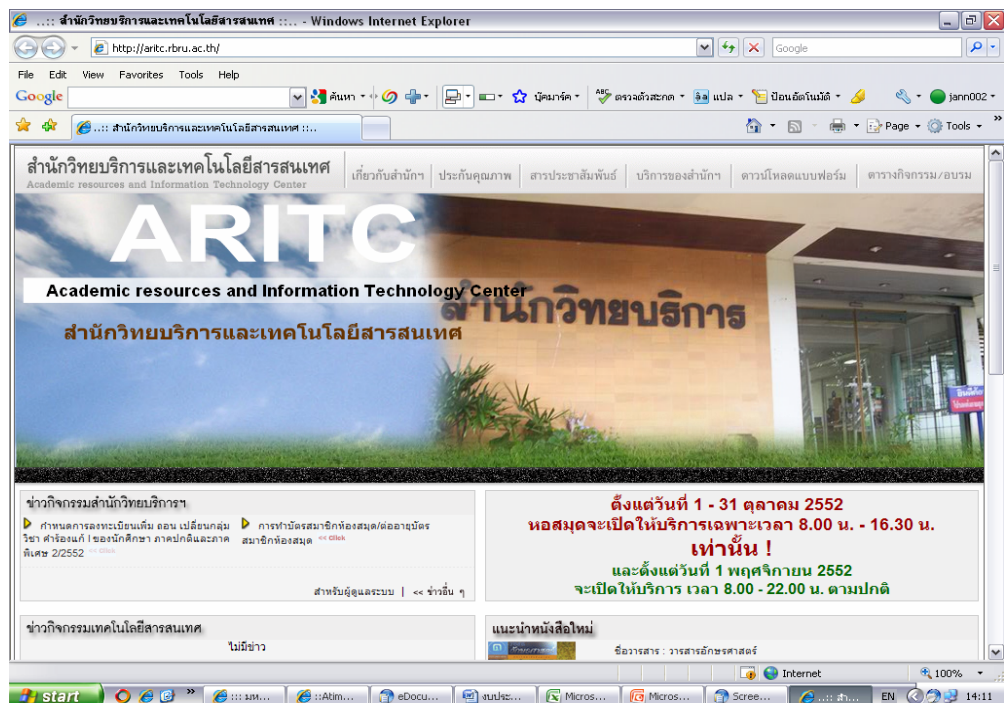 ..:: สำนักวิทยบริการและเทคโนโลยีสารสนเทศ ::.. - Windows Internet Explorer
http://aritc.rbru.ac.th/
Google
File Edit View Favorites Tools Help
Google ค้นหา บุ๊คมาร์ค ตรวจตัวสะกด แปล ป้อนอัตโนมัติ jann002
..:: สำนักวิทยบริการและเทคโนโลยีสารสนเทศ ::.. Page Tools
สำนักวิทยบริการและเทคโนโลยีสารสนเทศ
Academic resources and Information Technology Center
เกี่ยวกับสำนักฯ ประกันคุณภาพ สารประชาสัมพันธ์ บริการของสำนักฯ ดาวน์โหลดแบบฟอร์ม ตารางกิจกรรม/อบรม
ARITC
Academic resources and Information Technology Center
สำนักวิทยบริการและเทคโนโลยีสารสนเทศ
สำนักวิทยบริการ
ข่าวกิจกรรมสำนักวิทยบริการฯ
กำหนดการลงทะเบียนเพิ่ม ถอน เปลี่ยนกลุ่ม
วิชา คำร้องแก้ I ของนักศึกษา ภาคปกติและภาค
พิเศษ 2/2552 << Click
การทำบัตรสมาชิกห้องสมุด/ต่ออายุบัตร
สมาชิกห้องสมุด << Click
สำหรับผู้ดูแลระบบ | << ข่าวอื่น ๆ
ตั้งแต่วันที่ 1 - 31 ตุลาคม 2552
หอสมุดจะเปิดให้บริการเฉพาะเวลา 8.00 น. - 16.30 น.
เท่านั้น !
และตั้งแต่วันที่ 1 พฤศจิกายน 2552
จะเปิดให้บริการ เวลา 8.00 - 22.00 น. ตามปกติ
ข่าวกิจกรรมเทคโนโลยีสารสนเทศ
ไม่มีข่าว
แนะนำหนังสือใหม่
ชื่อวารสาร : วารสารอักษรศาสตร์
Internet 100%
start ::: มห... ::Atim... eDocu... งานประ... Micros... Micros... Scree... ..:: สำ... EN 14:11